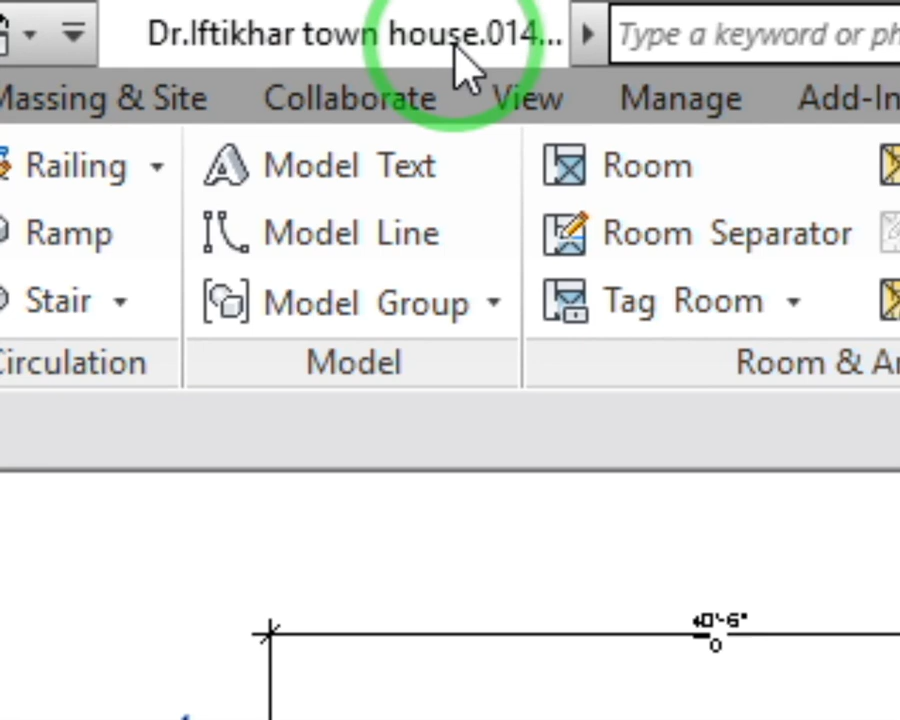 Dr.Iftikhar town house.014...
Type a keyword or ph
Massing & Site Collaborate View Manage Add-In
Railing Model Text Room
Ramp Model Line Room Separator
Stair Model Group Tag Room
Circulation Model Room & Ar
40'-6"
0